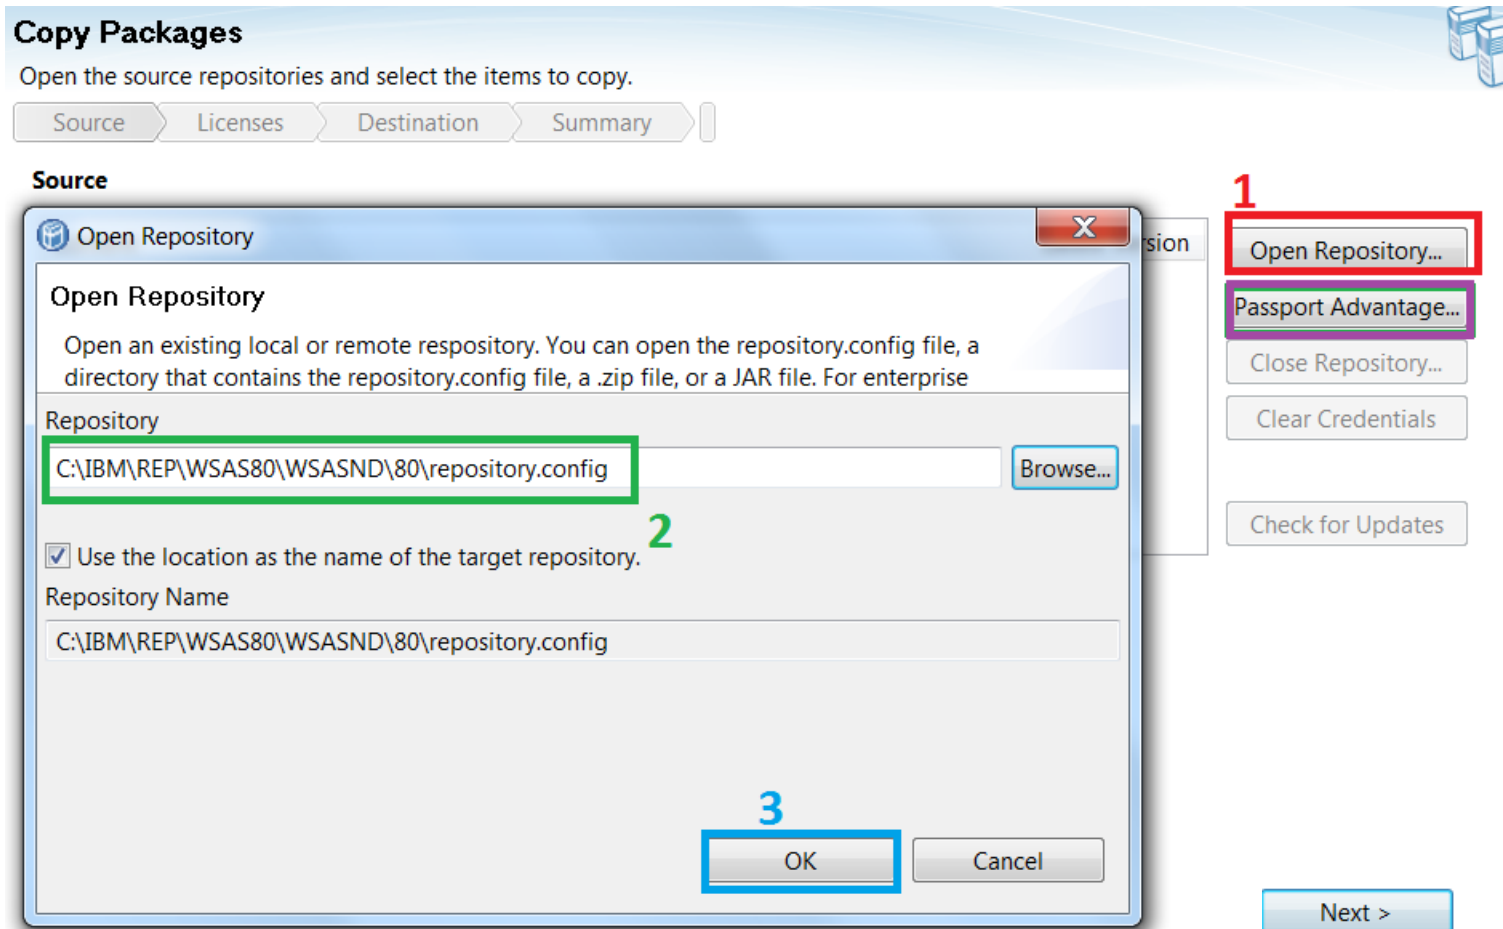 Copy Packages
Open the source repositories and select the items to copy.
Source Licenses Destination Summary
Source
1
Open Repository
X
rsion
Open Repository...
Open Repository
Passport Advantage...
Open an existing local or remote respository. You can open the repository.config file, a
directory that contains the repository.config file, a .zip file, or a JAR file. For enterprise
Close Repository...
Repository
Clear Credentials
C:\IBM\REP\WSAS80\WSASND\80\repository.config
Browse...
2
Check for Updates
Use the location as the name of the target repository.
Repository Name
C:\IBM\REP\WSAS80\WSASND\80\repository.config
3
OK
Cancel
Next >